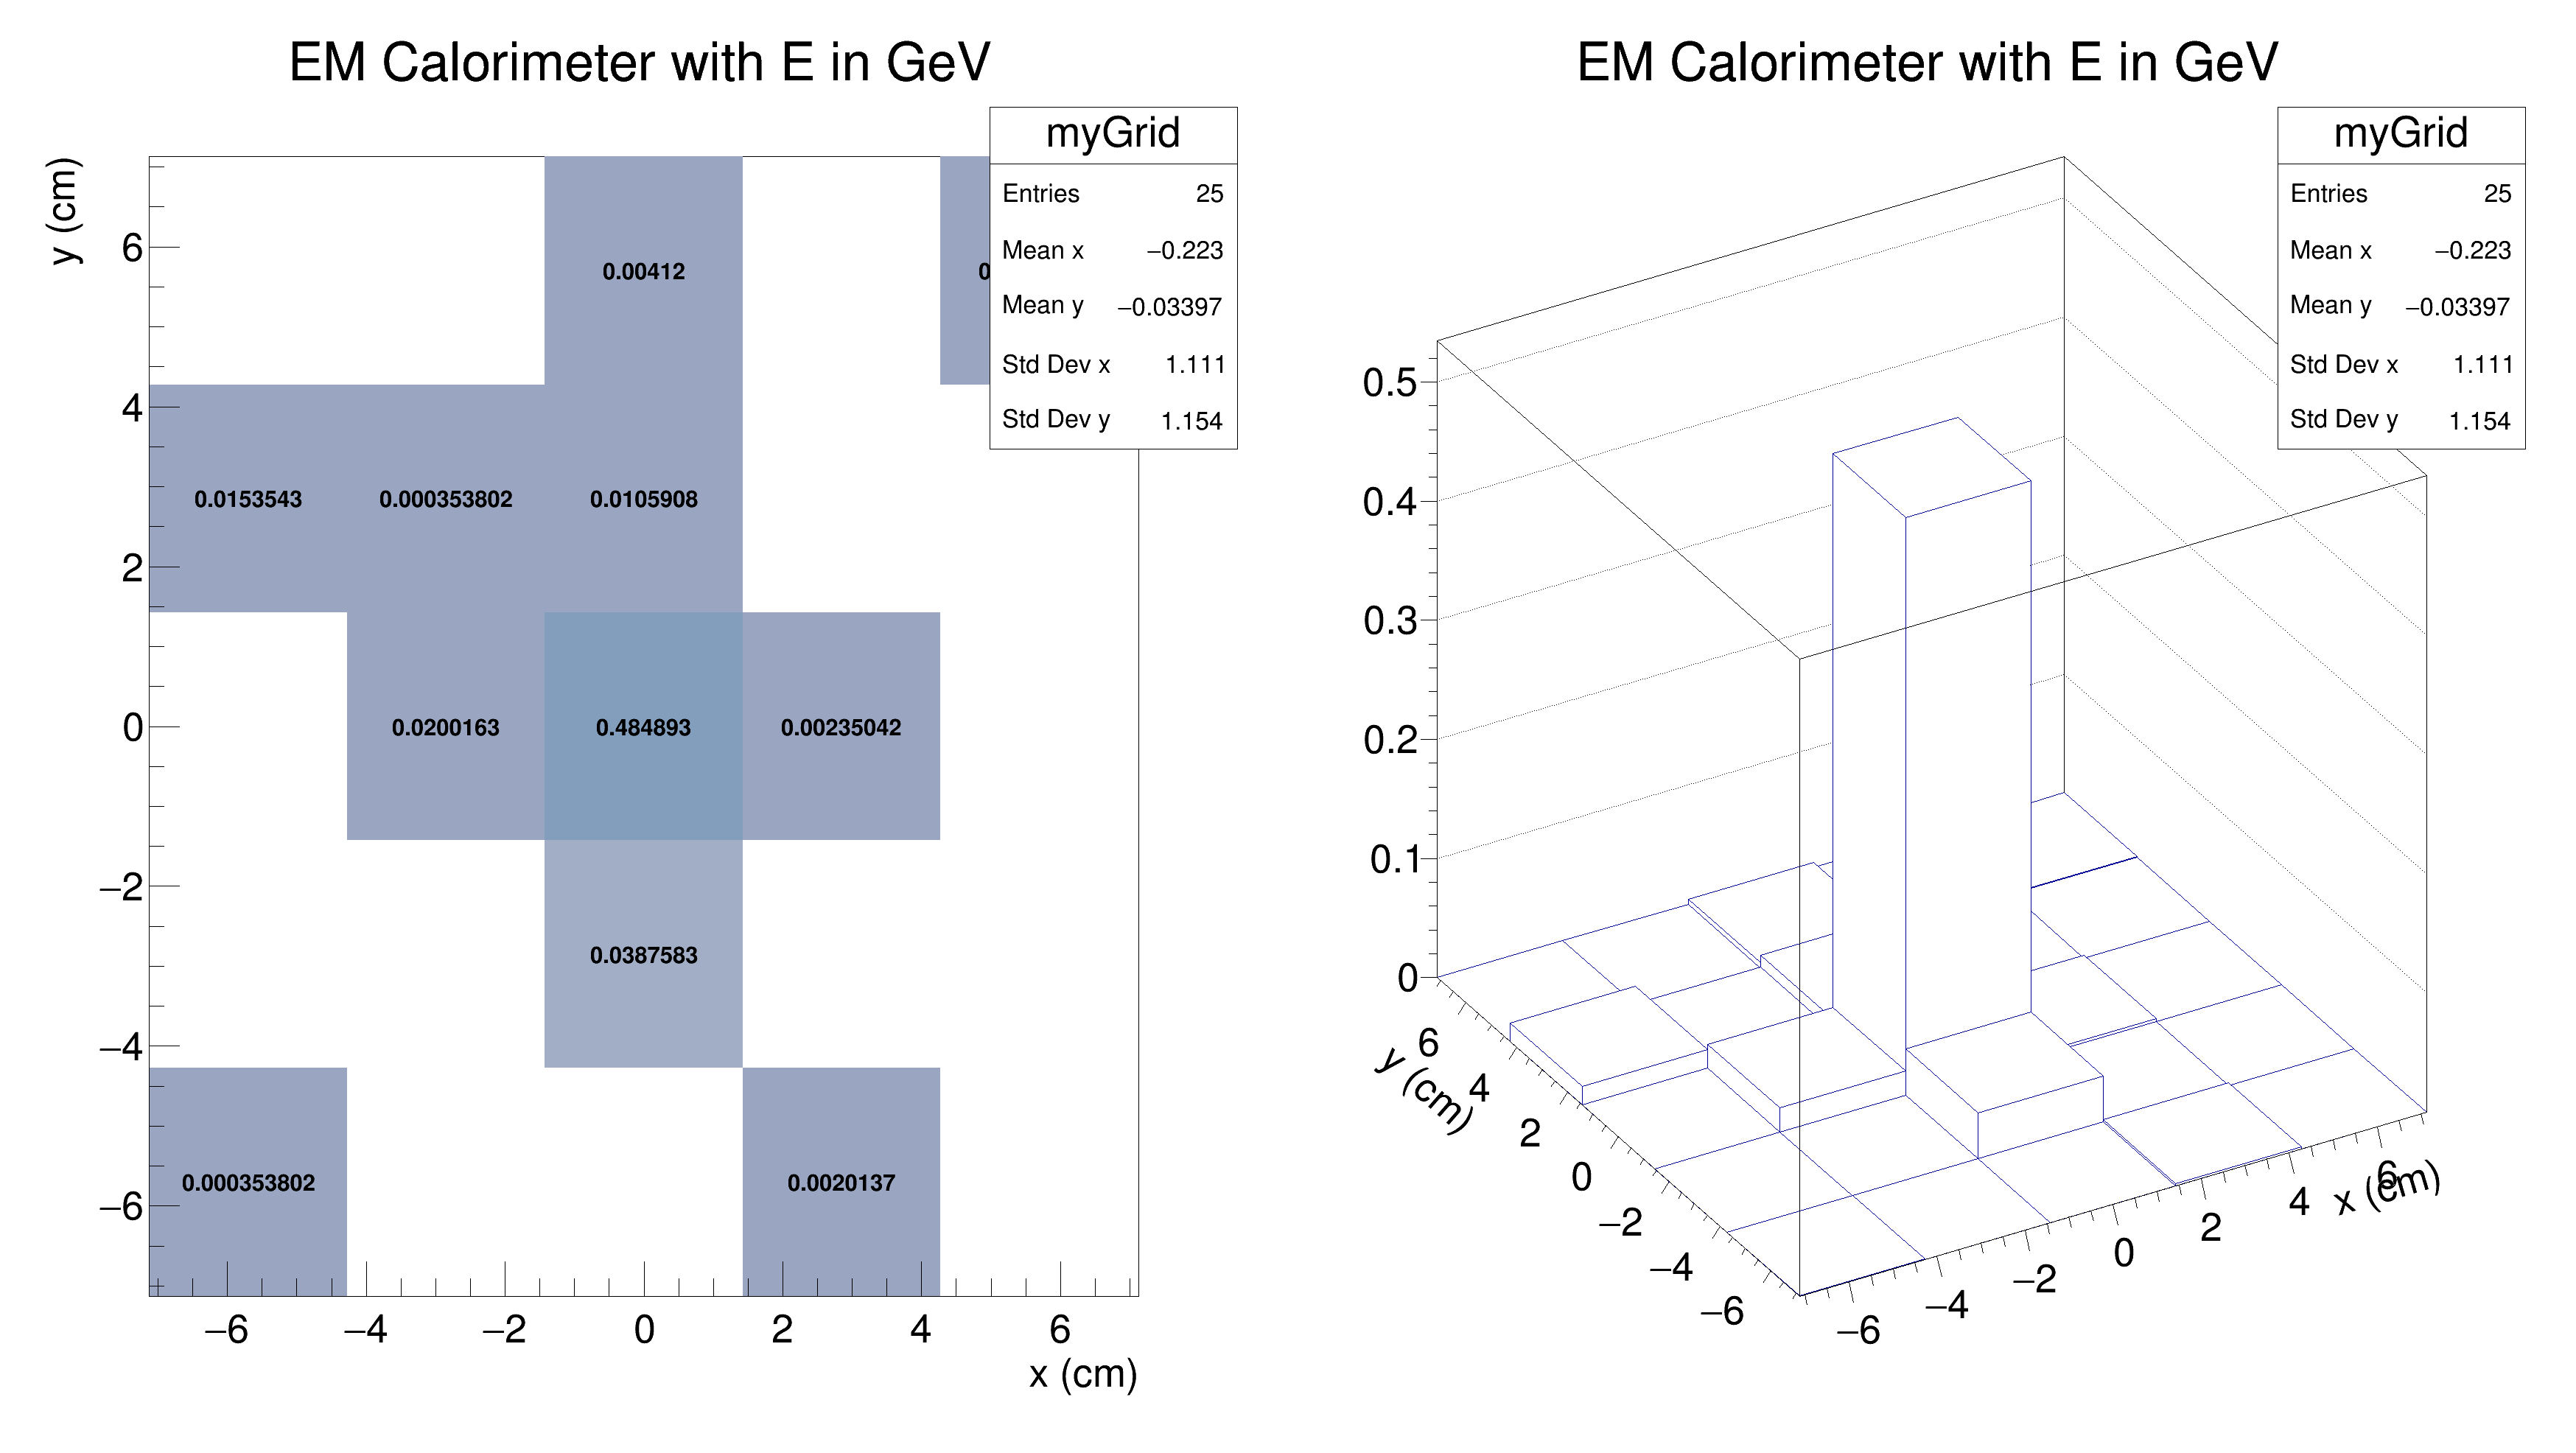 EM Calorimeter with E in GeV
myGrid
Entries 25
Mean x −0.223
Mean y −0.03397
Std Dev x 1.111
Std Dev y 1.154
y (cm)
6
4
2
0
−2
−4
−6
0.00412
0.0153543 0.000353802 0.0105908
0.0200163 0.484893 0.00235042
0.0387583
0.000353802 0.0020137
−6 −4 −2 0 2 4 6
x (cm)
EM Calorimeter with E in GeV
myGrid
Entries 25
Mean x −0.223
Mean y −0.03397
Std Dev x 1.111
Std Dev y 1.154
0.5
0.4
0.3
0.2
0.1
0
6
4
2
0
−2
−4
−6
y (cm)
−6 −4 −2 0 2 4 6
x (cm)